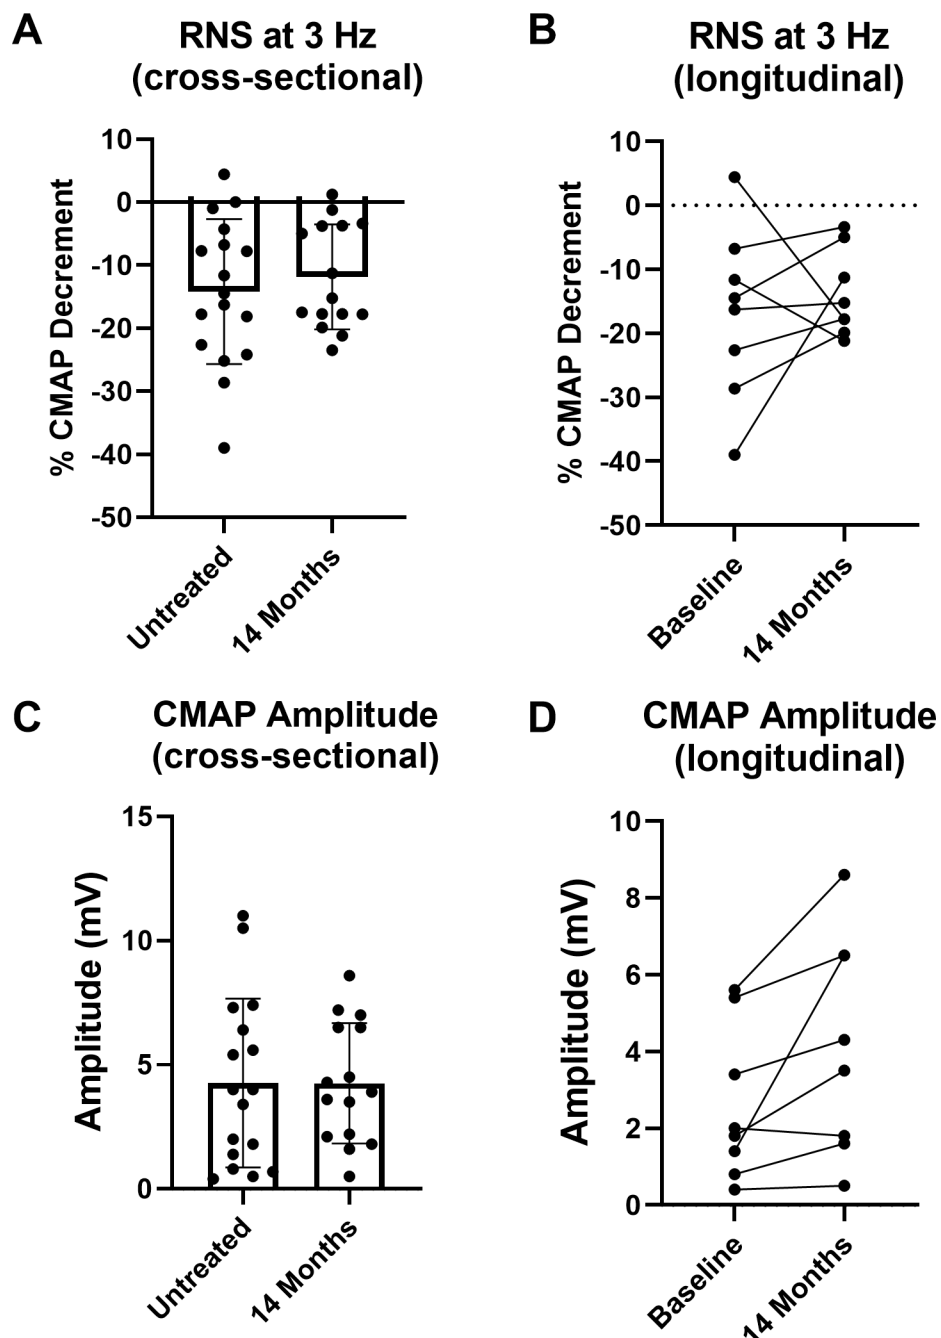 A
RNS at 3 Hz
(cross-sectional)
% CMAP Decrement
10
0
-10
-20
-30
-40
-50
Untreated
14 Months
B
RNS at 3 Hz
(longitudinal)
% CMAP Decrement
10
0
-10
-20
-30
-40
-50
Baseline
14 Months
C
CMAP Amplitude
(cross-sectional)
Amplitude (mV)
15
10
5
0
Untreated
14 Months
D
CMAP Amplitude
(longitudinal)
Amplitude (mV)
10
8
6
4
2
0
Baseline
14 Months